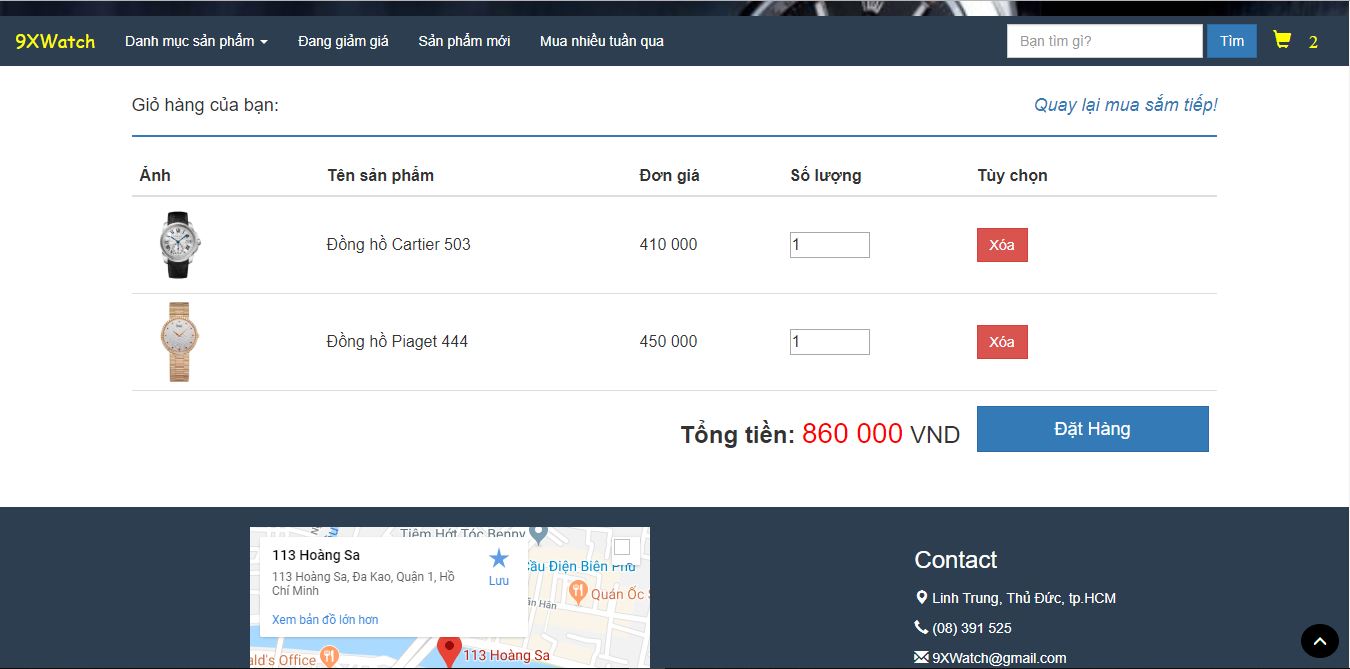 9XWatch Danh mục sản phẩm Đang giảm giá Sản phẩm mới Mua nhiều tuần qua Bạn tìm gì? Tìm 2
Giỏ hàng của bạn: Quay lại mua sắm tiếp!
Ảnh Tên sản phẩm Đơn giá Số lượng Tùy chọn
Đồng hồ Cartier 503 410 000 1 Xóa
Đồng hồ Piaget 444 450 000 1 Xóa
Tổng tiền: 860 000 VND Đặt Hàng
Tiệm Hớt Tóc Benny
113 Hoàng Sa
113 Hoàng Sa, Đa Kao, Quận 1, Hồ
Chí Minh
Lưu
Xem bản đồ lớn hơn
Cầu Điện Biên Phủ
Quán Ốc
ăn Hân
113 Hoàng Sa
ald's Office
Contact
Linh Trung, Thủ Đức, tp.HCM
(08) 391 525
9XWatch@gmail.com